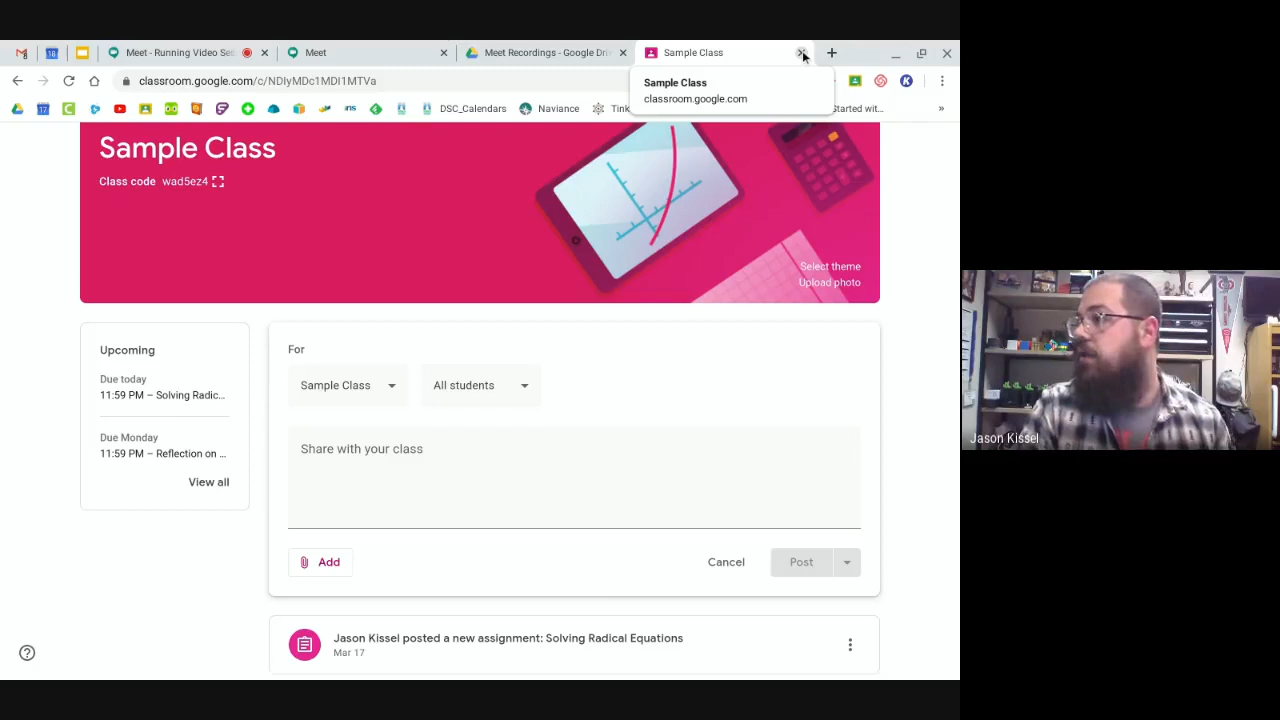 Meet - Running Video Ses
Meet
Meet Recordings - Google Dri
Sample Class
classroom.google.com/c/NDIyMDc1MDI1MTVa
Sample Class
classroom.google.com
DSC_Calendars
Naviance
Tink
Started wit...
Sample Class
Class code wad5ez4
Select theme
Upload photo
Upcoming
Due today
11:59 PM – Solving Radic...
Due Monday
11:59 PM – Reflection on ...
View all
For
Sample Class
All students
Share with your class
Add
Cancel
Post
Jason Kissel posted a new assignment: Solving Radical Equations
Mar 17
Jason Kissel